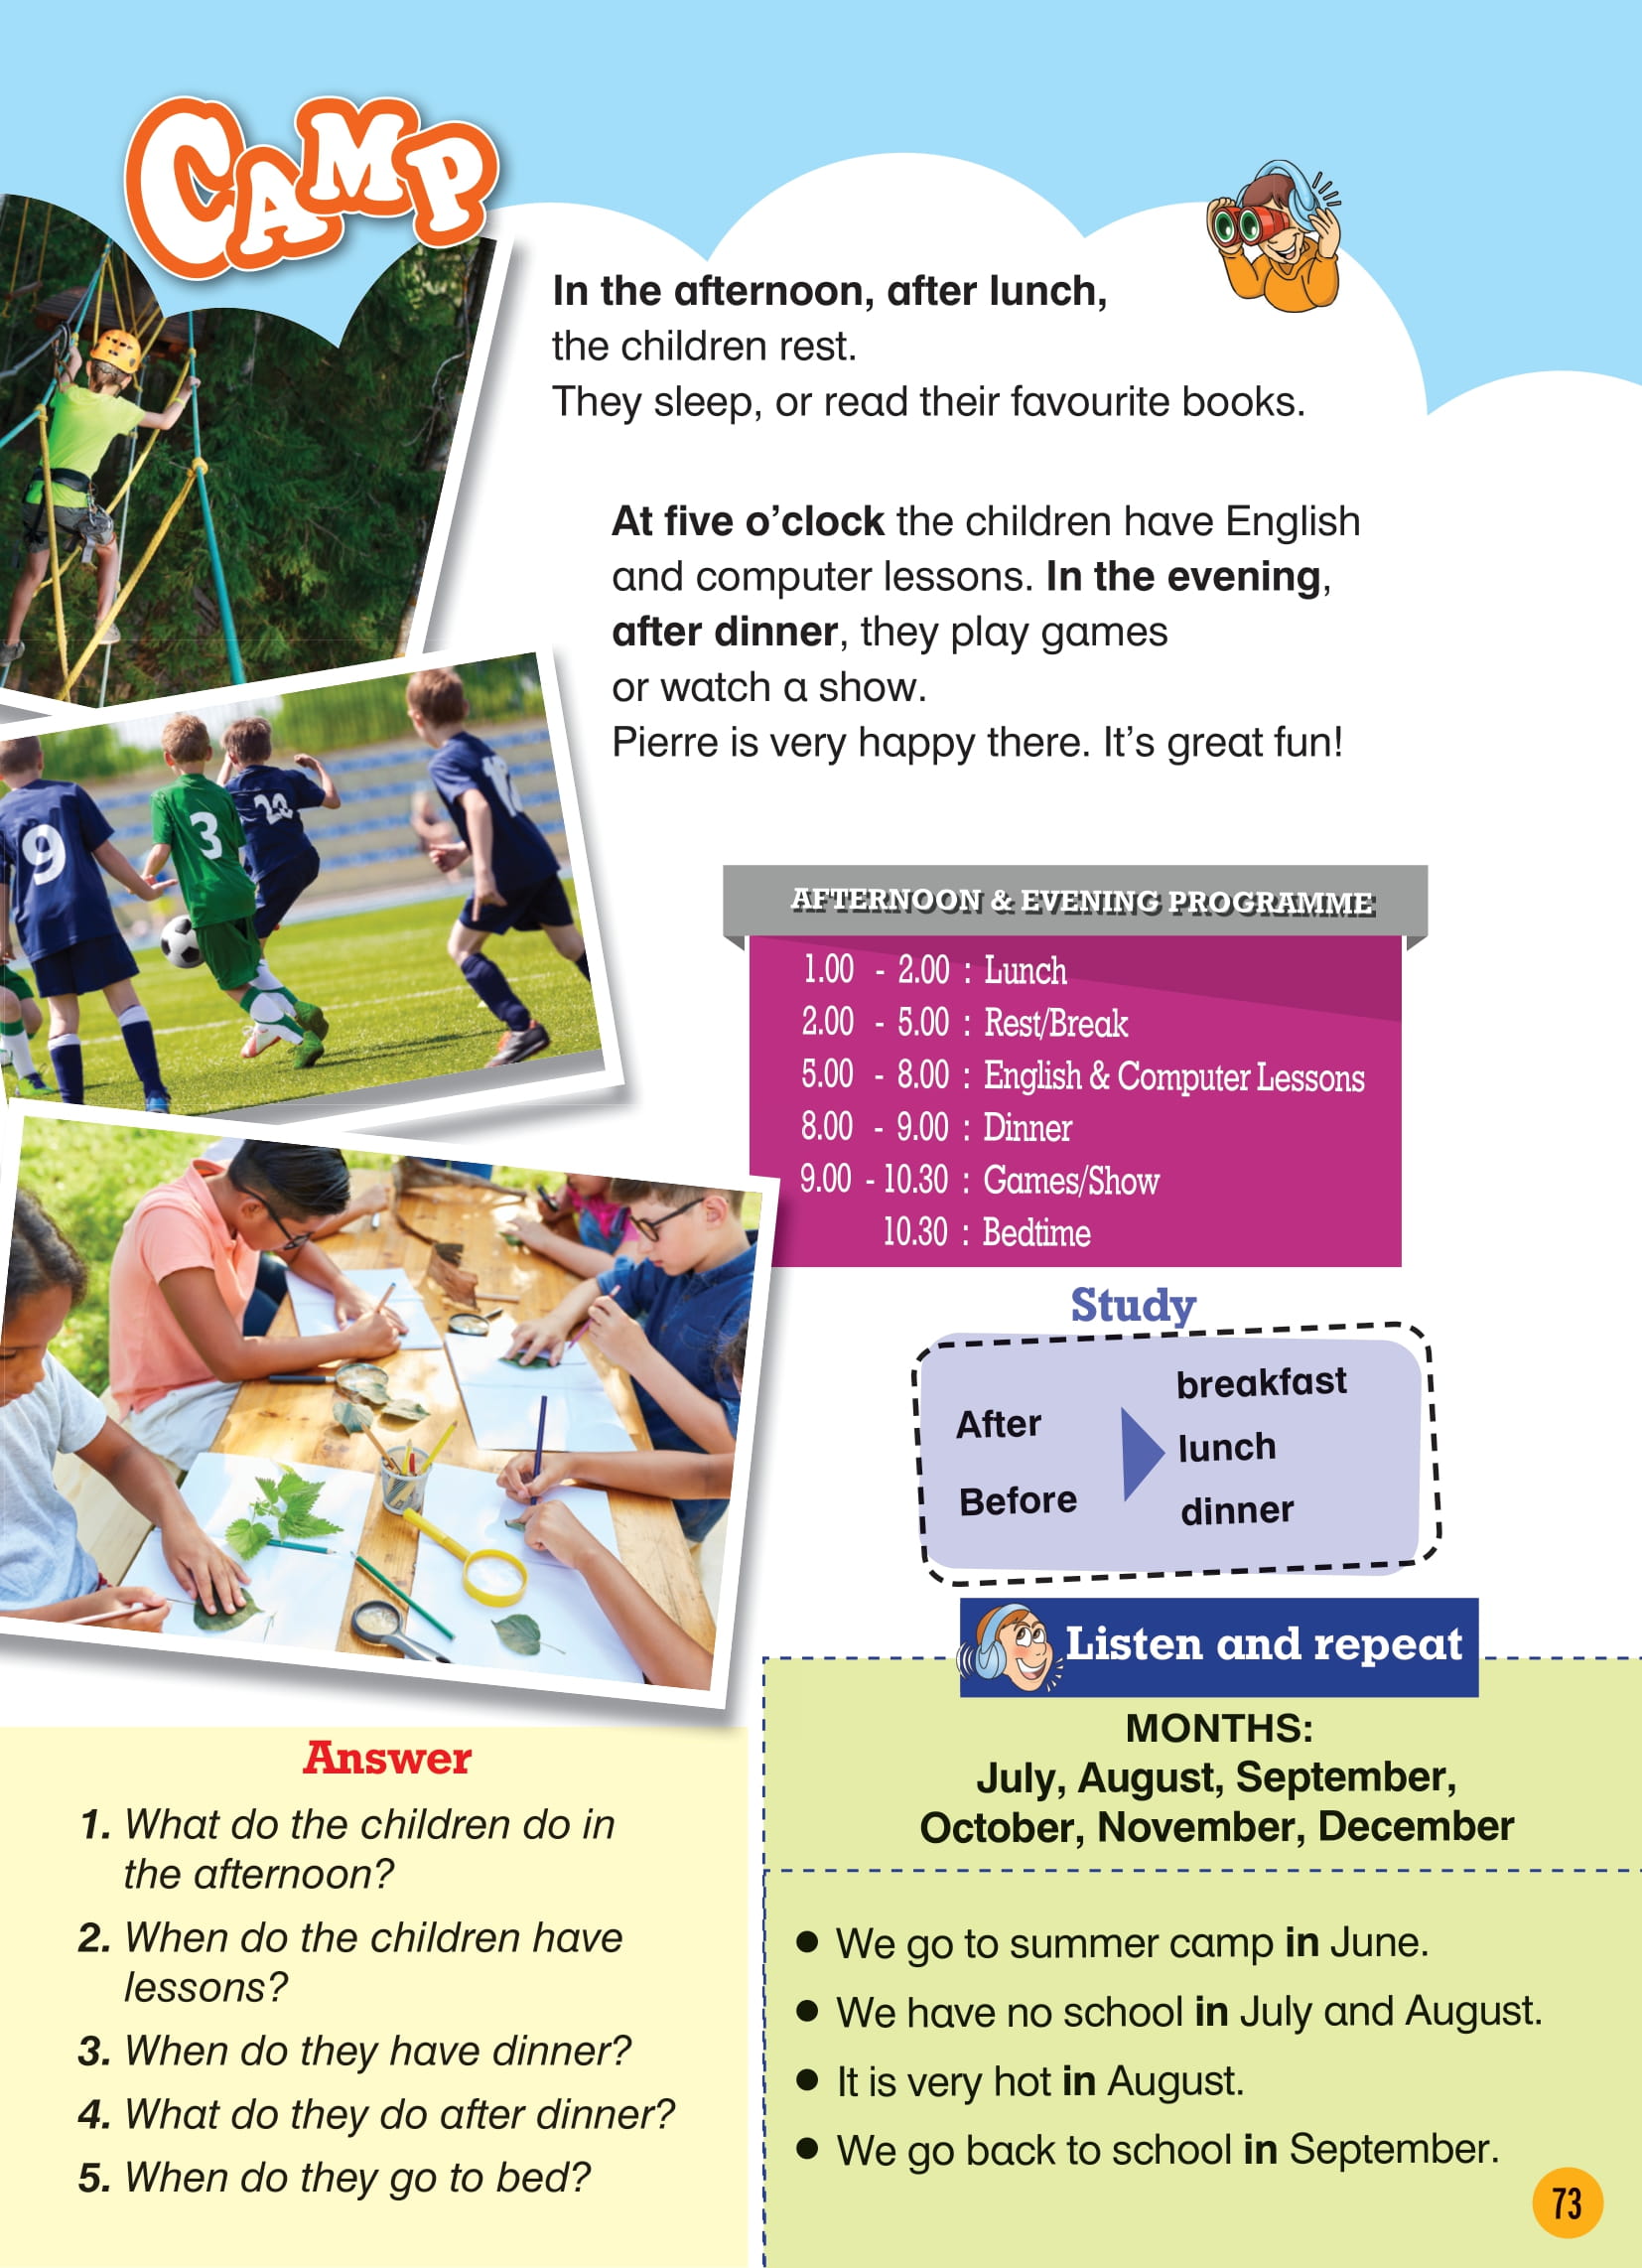 CAMP
In the afternoon, after lunch,
the children rest.
They sleep, or read their favourite books.
At five o'clock the children have English
and computer lessons. In the evening,
after dinner, they play games
or watch a show.
Pierre is very happy there. It's great fun!
9
3
20
AFTERNOON & EVENING PROGRAMME
1.00 - 2.00 : Lunch
2.00 - 5.00 : Rest/Break
5.00 - 8.00 : English & Computer Lessons
8.00 - 9.00 : Dinner
9.00 - 10.30 : Games/Show
10.30 : Bedtime
Study
After
Before
breakfast
lunch
dinner
Listen and repeat
MONTHS:
July, August, September,
October, November, December
● We go to summer camp in June.
● We have no school in July and August.
● It is very hot in August.
● We go back to school in September.
Answer
1. What do the children do in
the afternoon?
2. When do the children have
lessons?
3. When do they have dinner?
4. What do they do after dinner?
5. When do they go to bed?
73